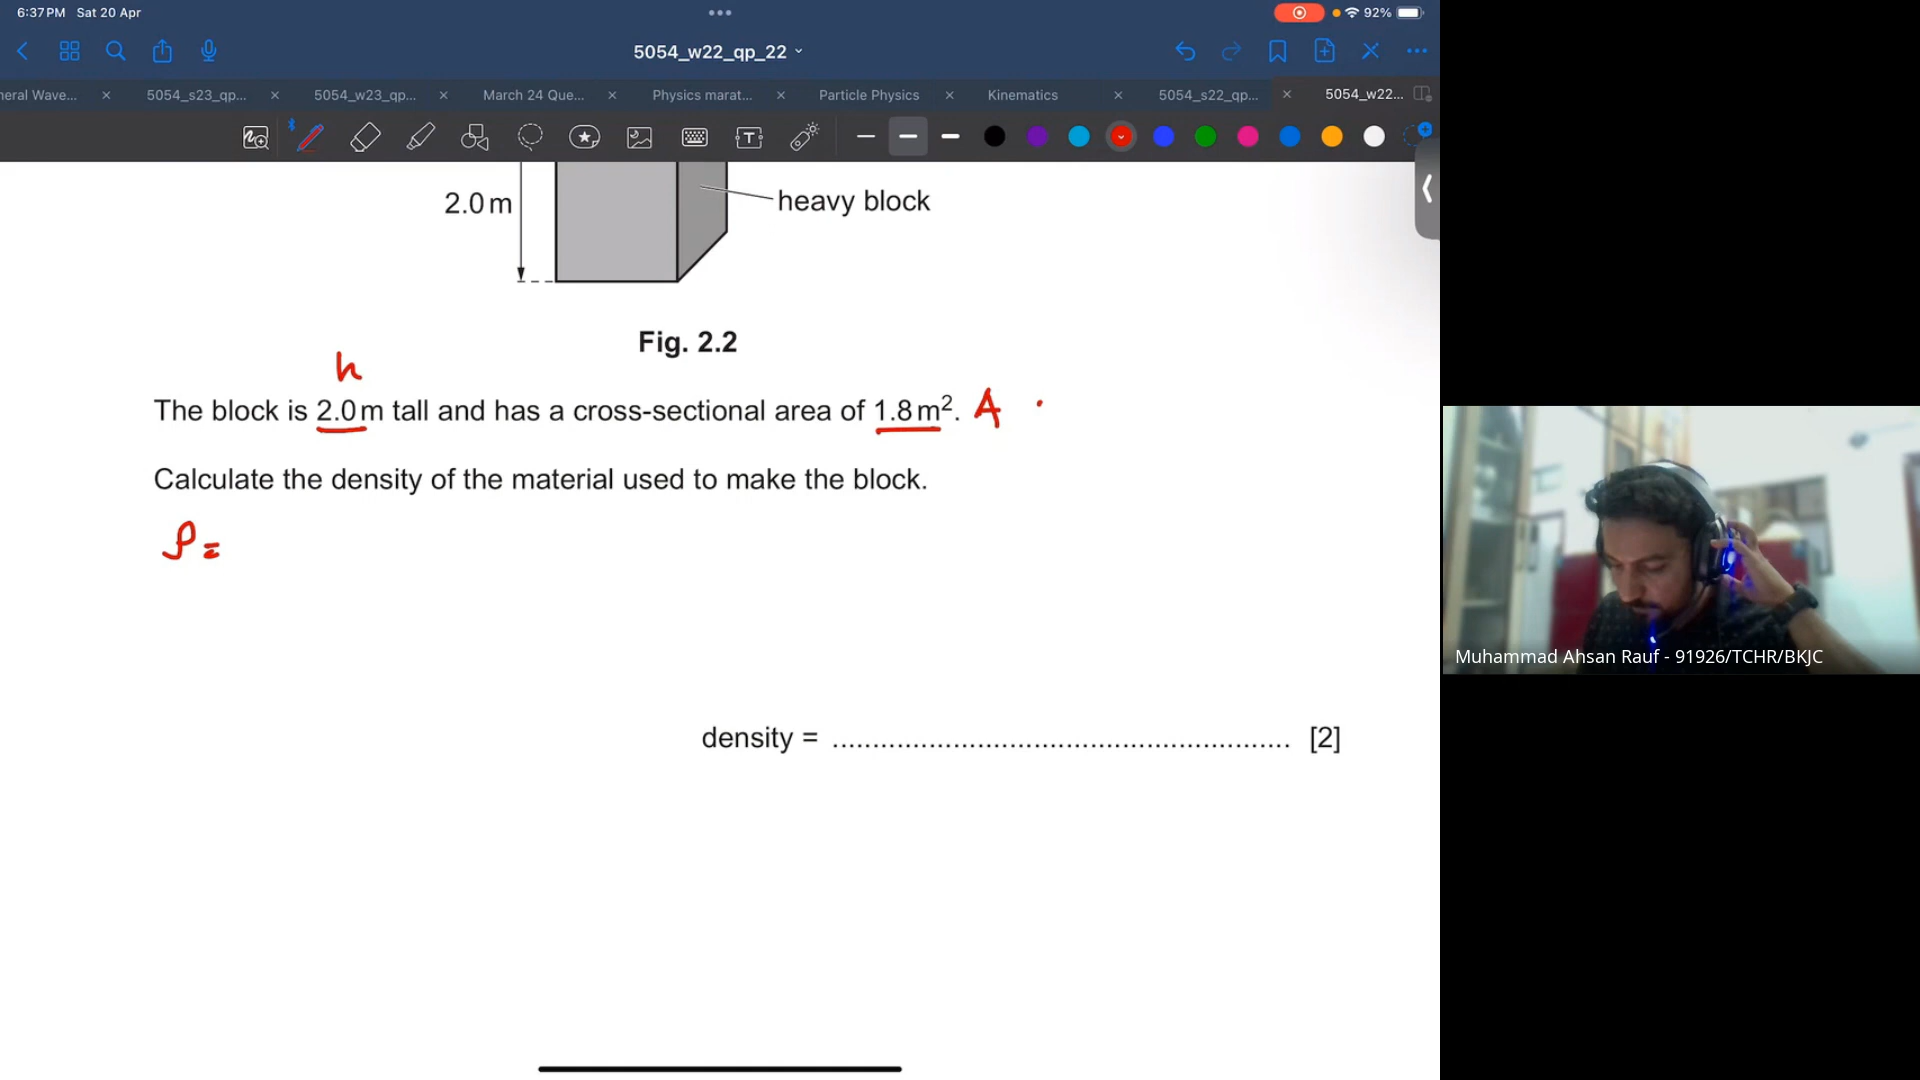 6:37 PM Sat 20 Apr
92%
5054_w22_qp_22
neral Wave...
5054_s23_qp...
5054_w23_qp...
March 24 Que...
Physics marat...
Particle Physics
Kinematics
5054_s22_qp...
5054_w22...
2.0 m
heavy block
Fig. 2.2
h
The block is 2.0 m tall and has a cross-sectional area of 1.8 m². A
Calculate the density of the material used to make the block.
ρ =
density = ......................................................... [2]
Muhammad Ahsan Rauf - 91926/TCHR/BKJC